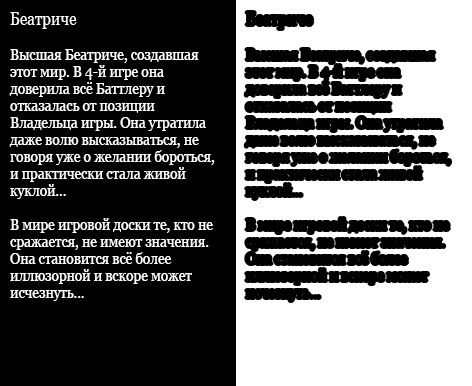 Беатриче
Высшая Беатриче, создавшая
этот мир. В 4-й игре она
доверила всё Баттлеру и
отказалась от позиции
Владельца игры. Она утратила
даже волю высказываться, не
говоря уже о желании бороться,
и практически стала живой
куклой...
В мире игровой доски те, кто не
сражается, не имеют значения.
Она становится всё более
иллюзорной и вскоре может
исчезнуть...
Беатриче
Высшая Беатриче, создавшая
этот мир. В 4-й игре она
доверила всё Баттлеру и
отказалась от позиции
Владельца игры. Она утратила
даже волю высказываться, не
говоря уже о желании бороться,
и практически стала живой
куклой...
В мире игровой доски те, кто не
сражается, не имеют значения.
Она становится всё более
иллюзорной и вскоре может
исчезнуть...